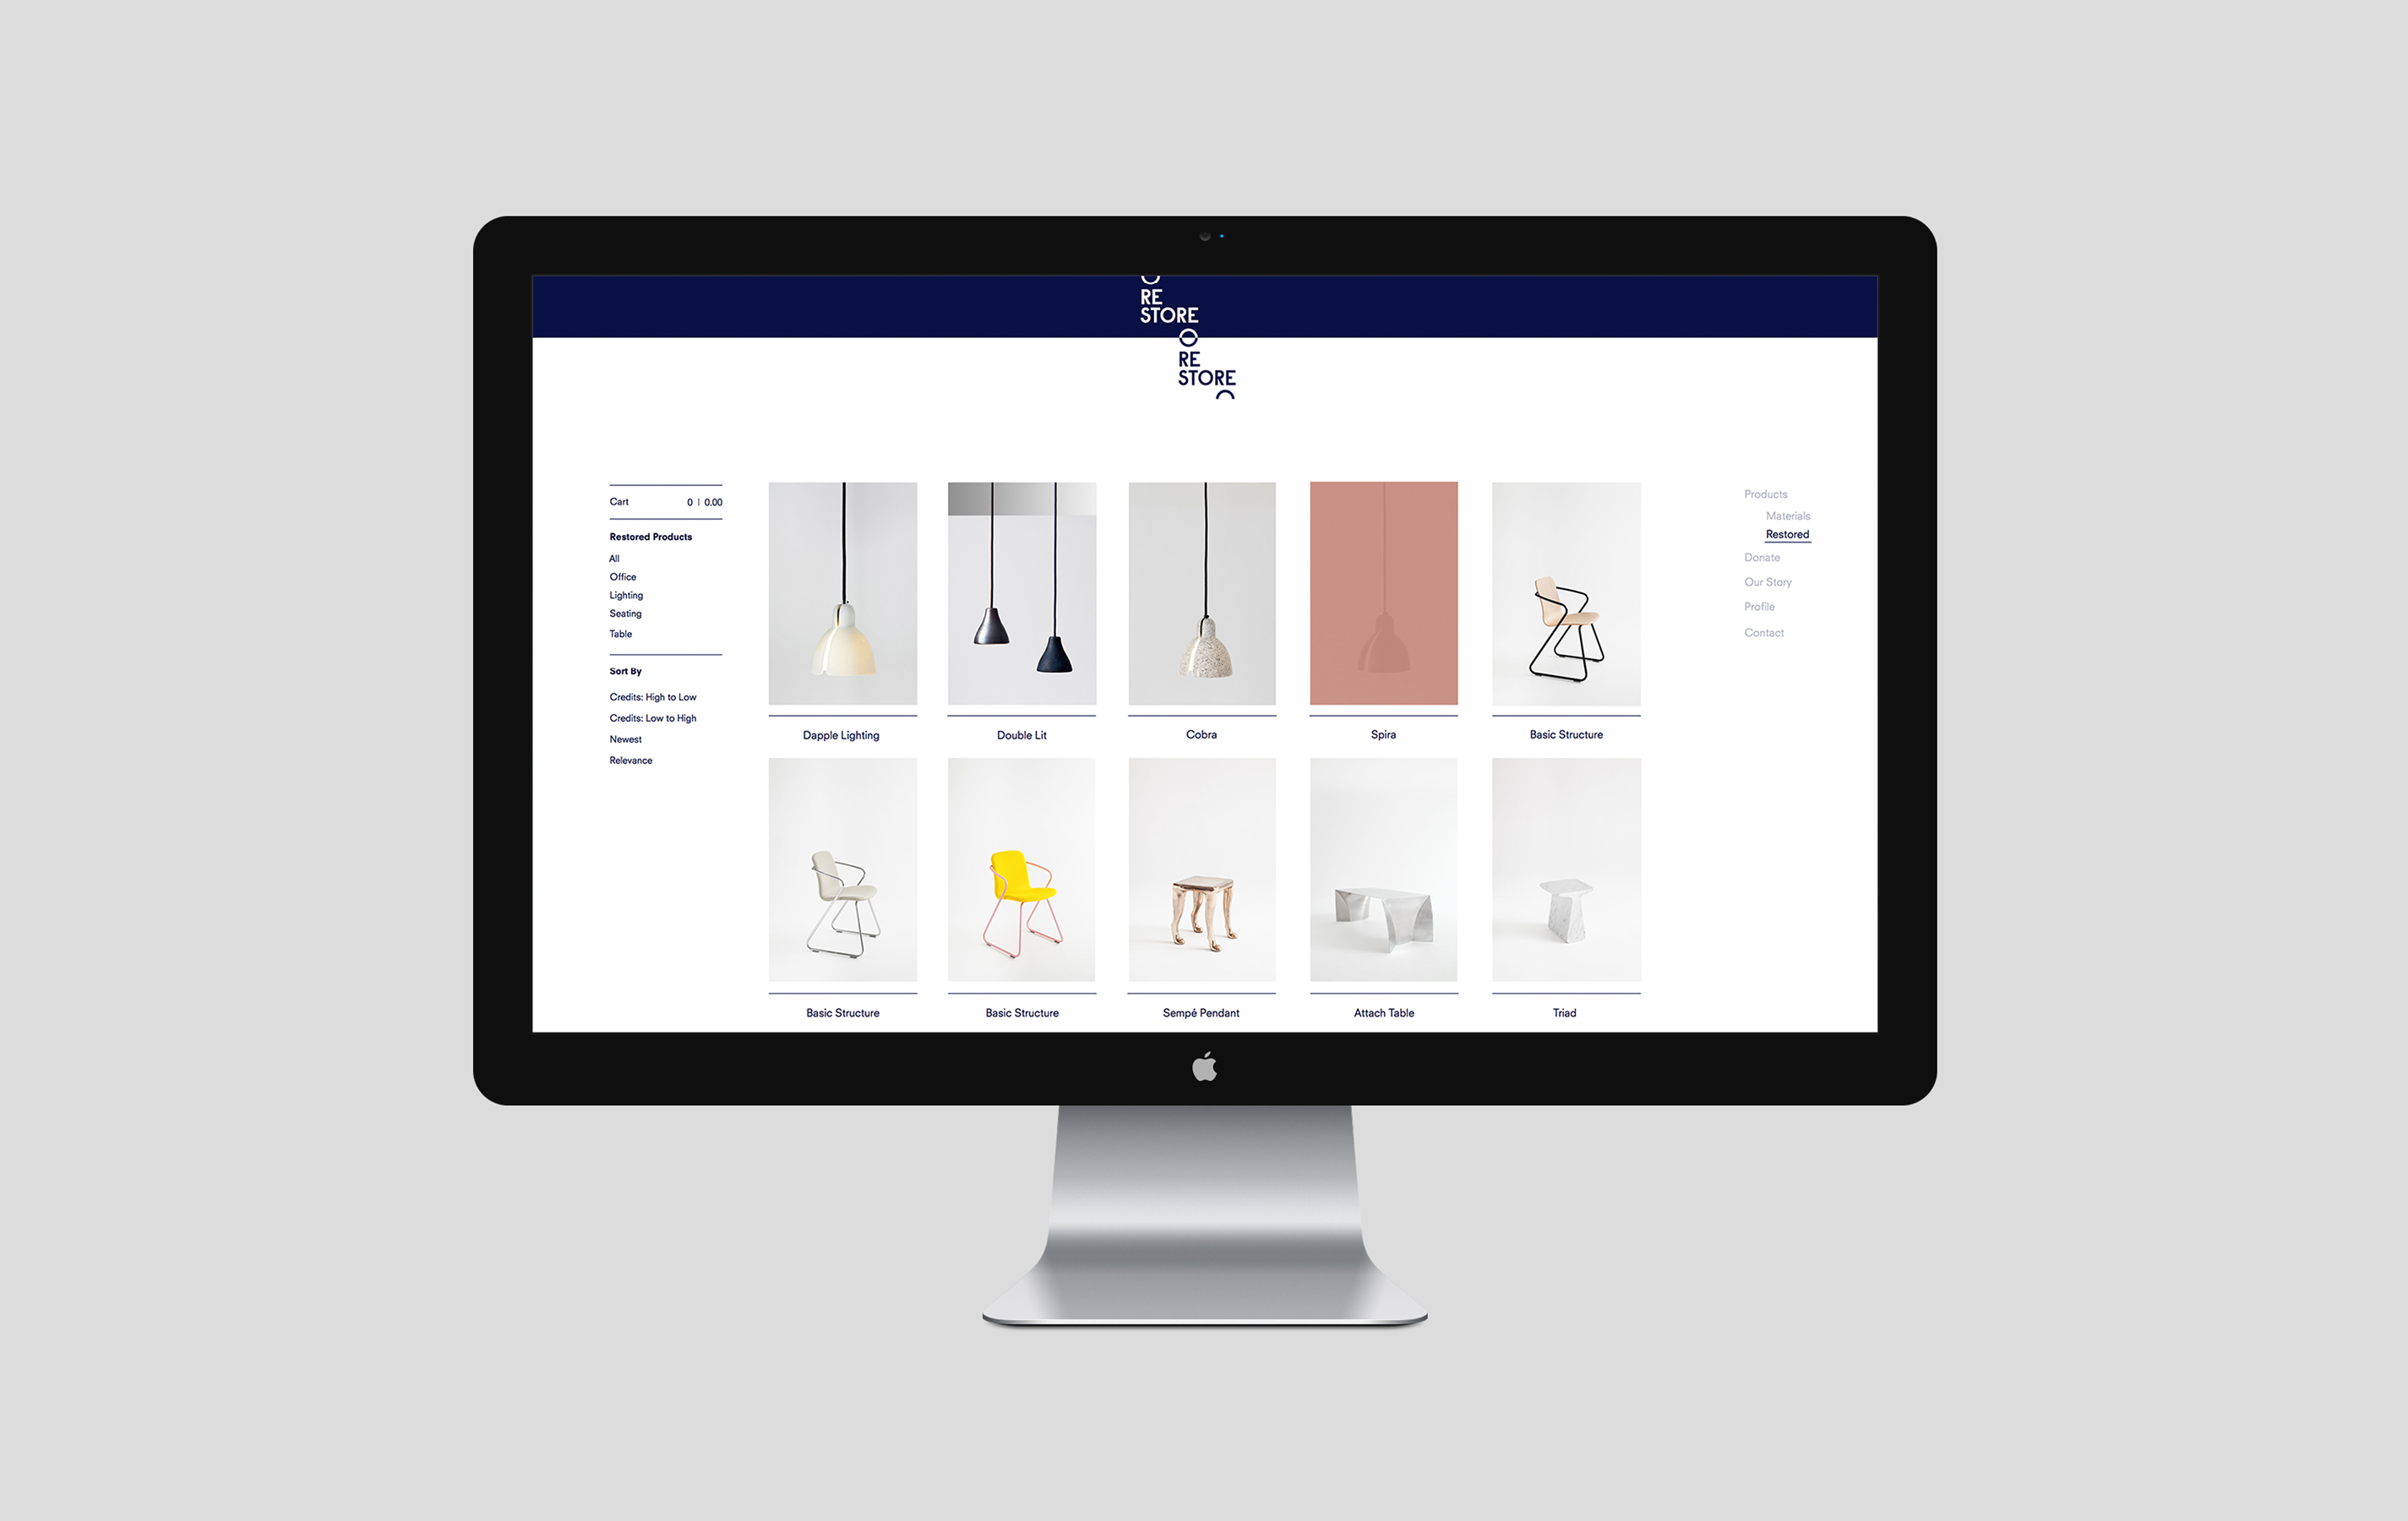 RE
STORE
RE
STORE
Cart 0 | 0.00
Restored Products
All
Office
Lighting
Seating
Table
Sort By
Credits: High to Low
Credits: Low to High
Newest
Relevance
Dapple Lighting
Double Lit
Cobra
Spira
Basic Structure
Basic Structure
Basic Structure
Sempé Pendant
Attach Table
Triad
Products
Materials
Restored
Donate
Our Story
Profile
Contact